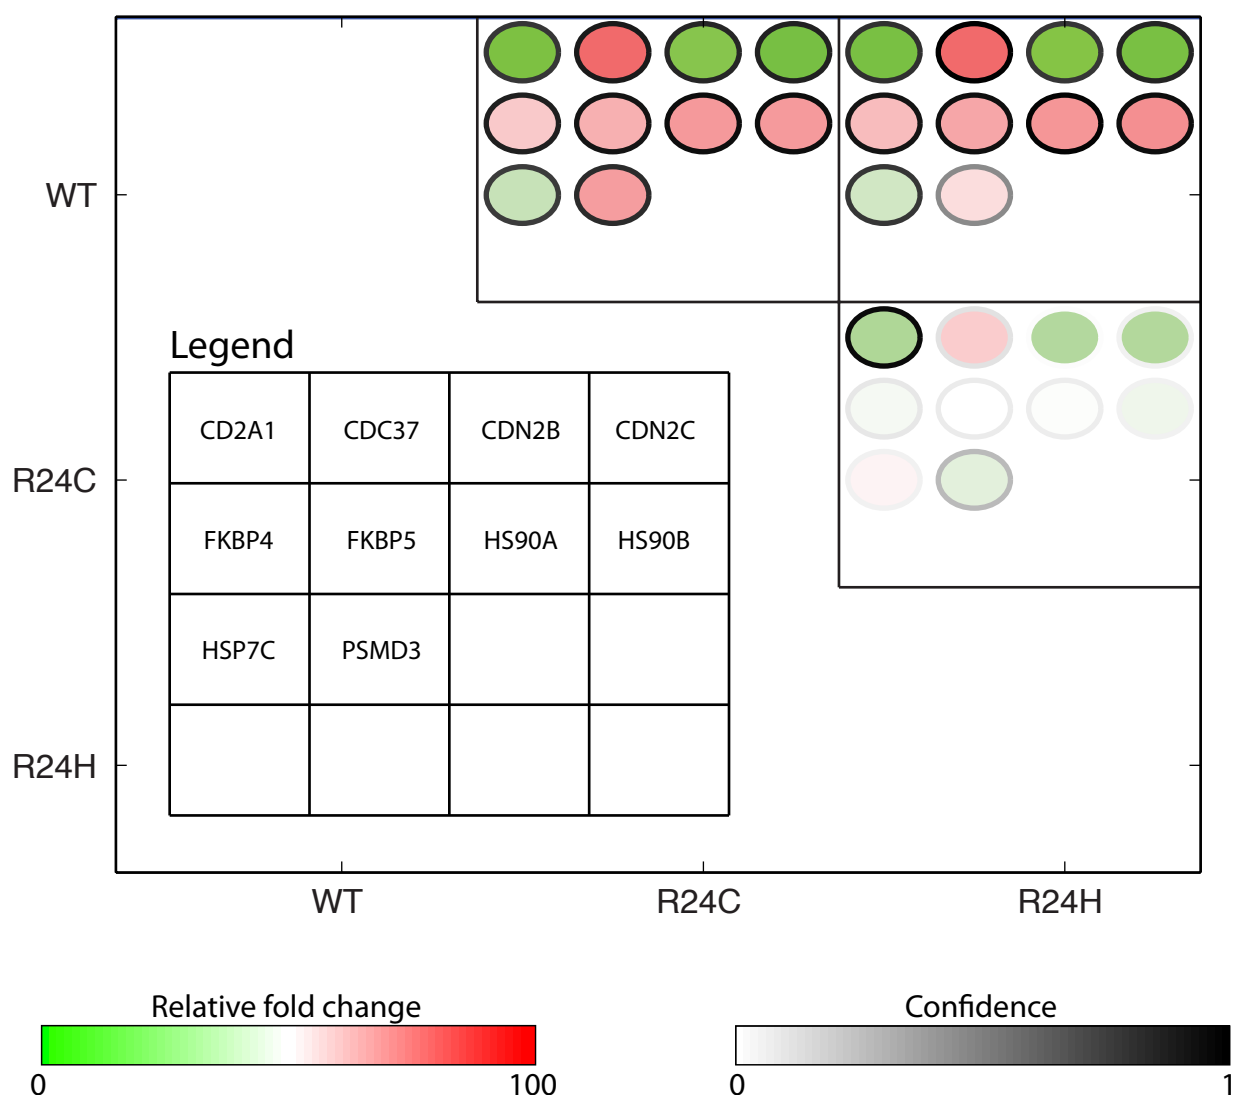 WT
Legend
CD2A1 CDC37 CDN2B CDN2C
R24C
FKBP4 FKBP5 HS90A HS90B
HSP7C PSMD3
R24H
WT R24C R24H
Relative fold change Confidence
0 100 0 1